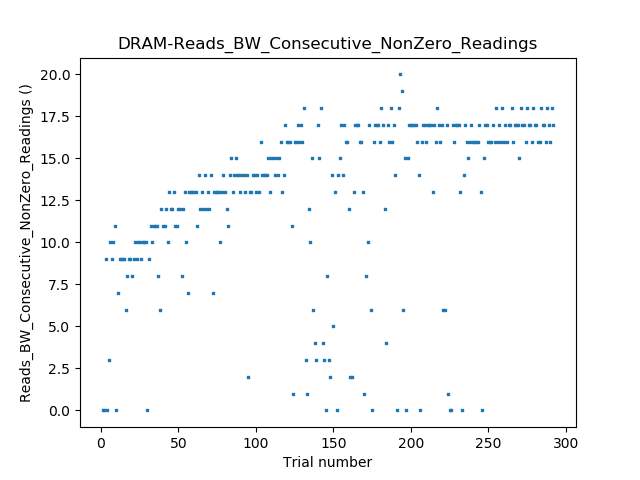 DRAM-Reads_BW_Consecutive_NonZero_Readings
Reads_BW_Consecutive_NonZero_Readings ()
20.0
17.5
15.0
12.5
10.0
7.5
5.0
2.5
0.0
0 50 100 150 200 250 300
Trial number